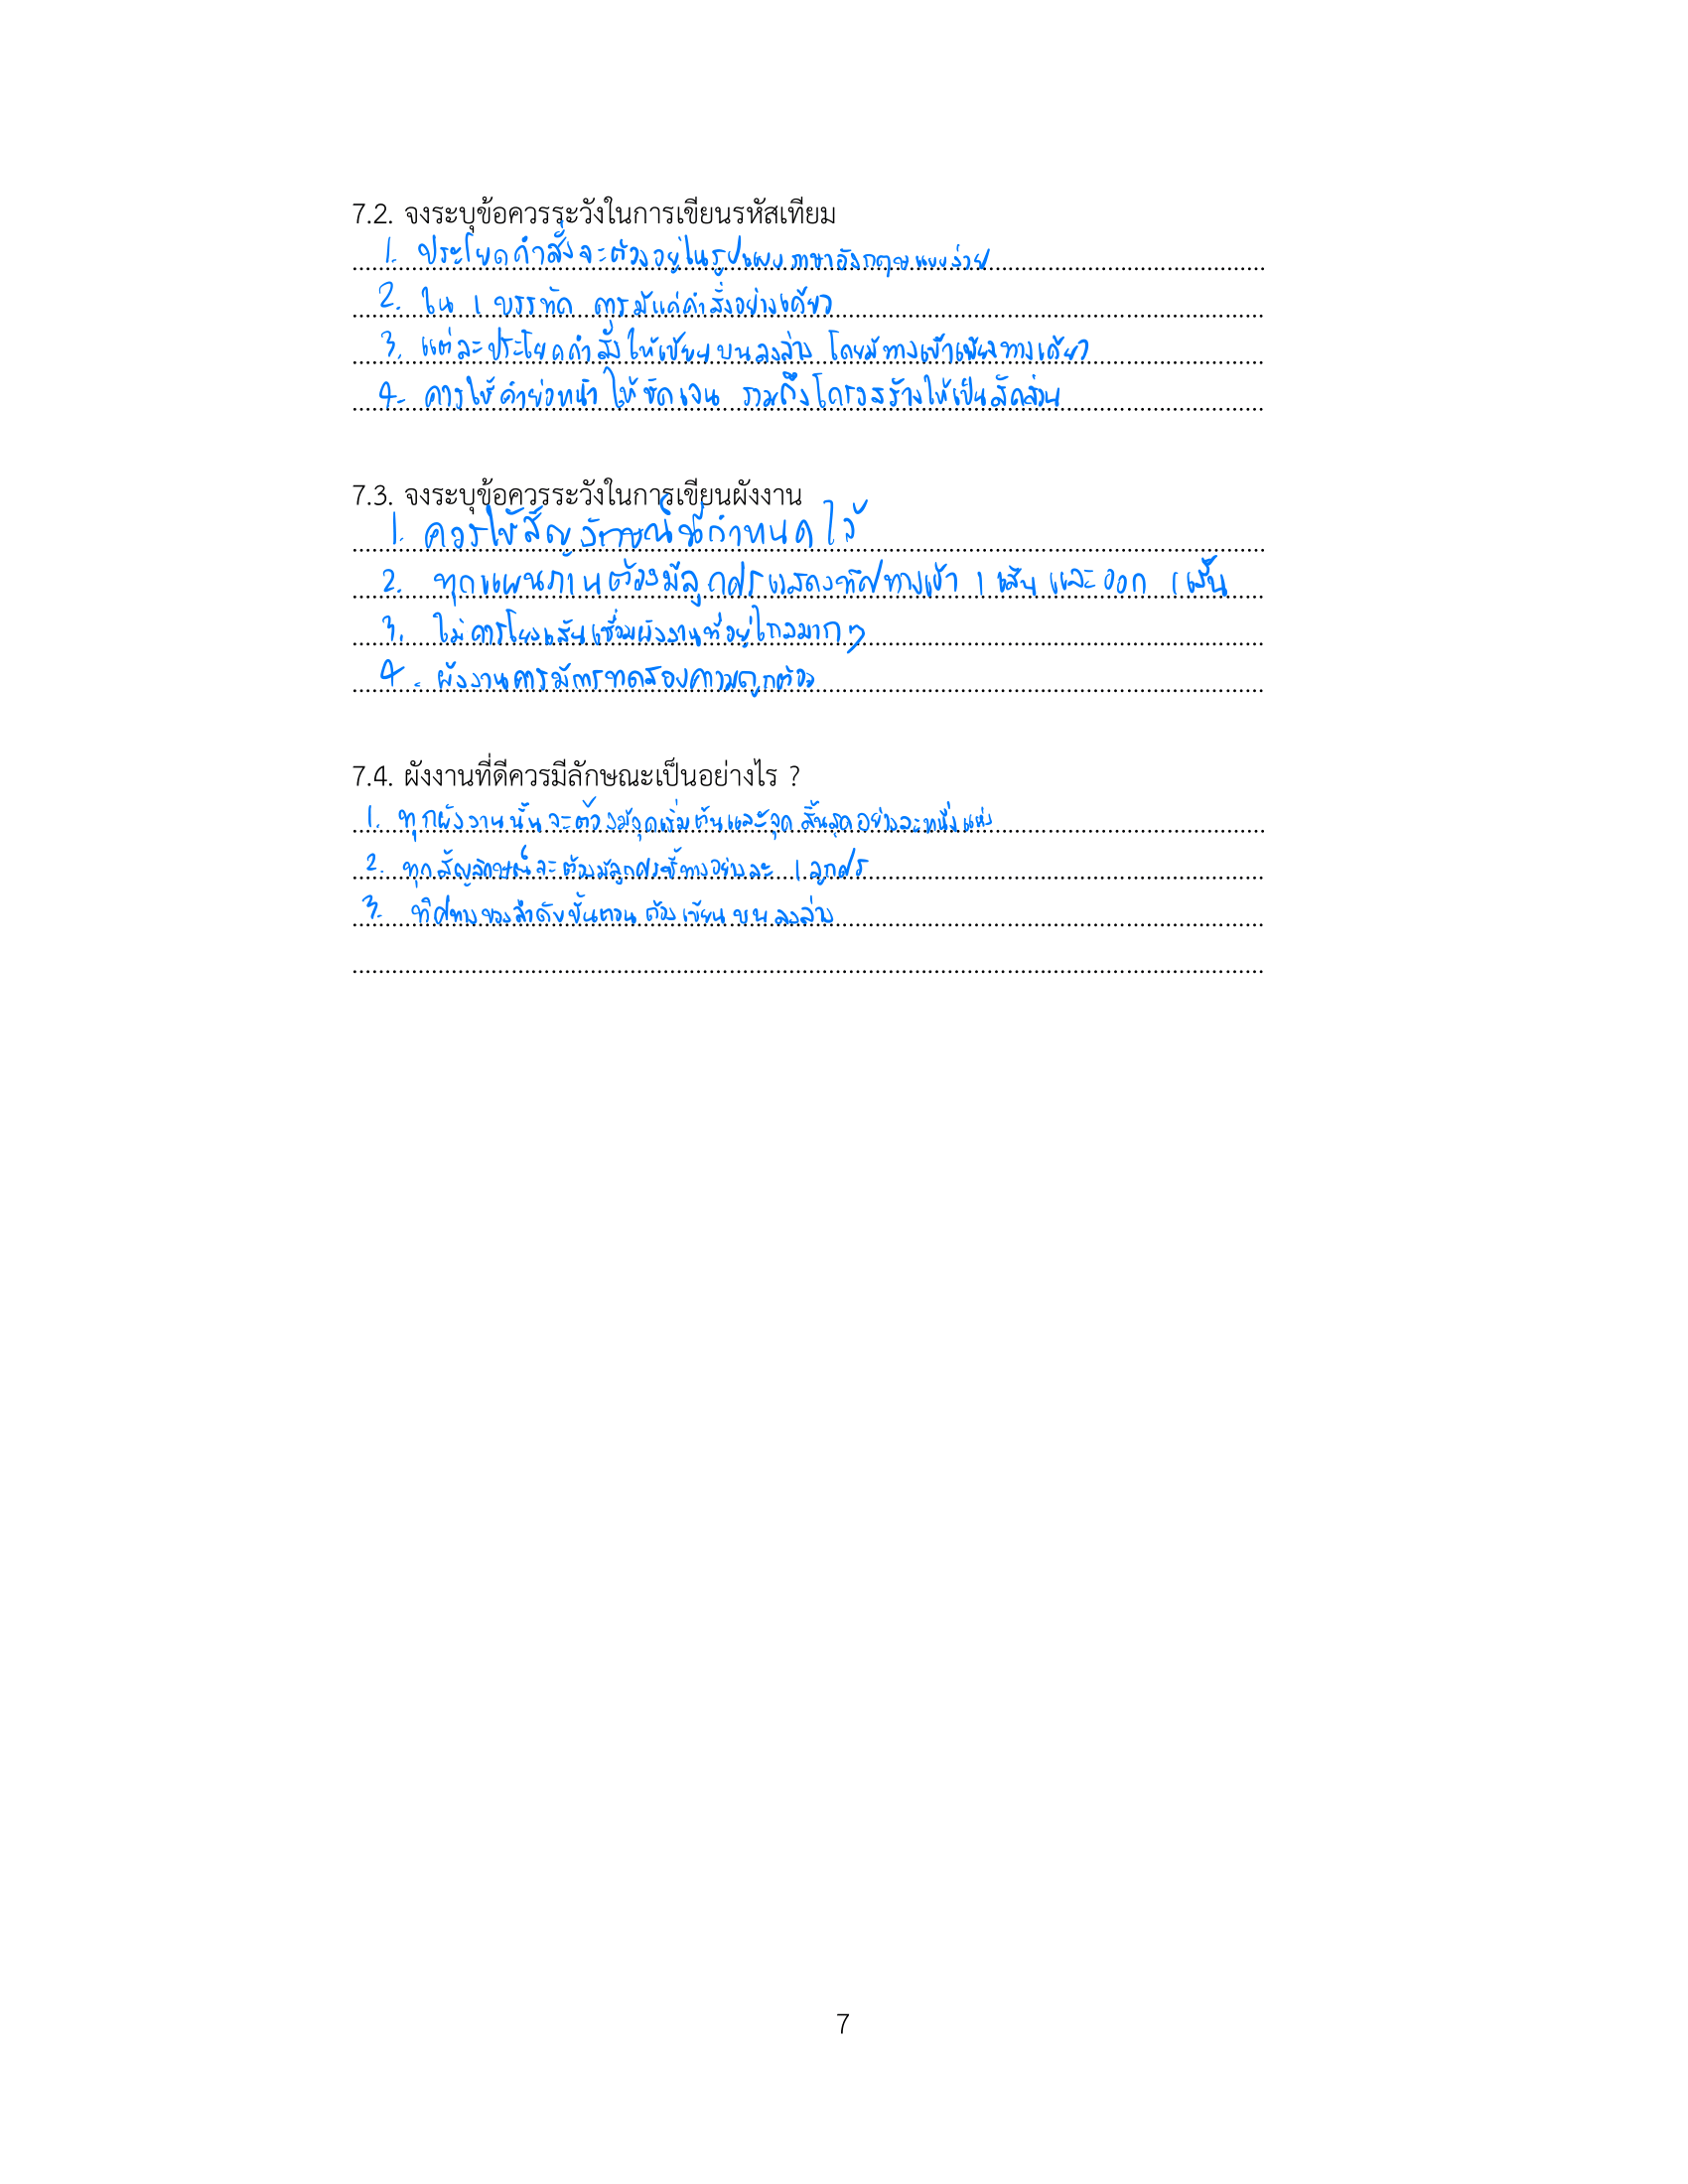 7.2. จงระบุข้อควรระวังในการเขียนรหัสเทียม
1. ประโยคคำสั่งจะต้องอยู่ในรูปแบบภาษาอังกฤษแบบง่าย
2. ใน 1 บรรทัด ควรมีแค่คำสั่งอย่างเดียว
3. แต่ละประโยคคำสั่งให้เขียนบนลงล่าง โดยมีทางเข้าเพียงทางเดียว
4. ควรใช้คำย่อหน้า ให้ชัดเจน รวมถึงโครงสร้างให้เป็นสัดส่วน
7.3. จงระบุข้อควรระวังในการเขียนผังงาน
1. ควรใช้สัญลักษณ์ที่กำหนดไว้
2. ทุกแผนภาพต้องมีลูกศรแสดงทิศทางเข้า 1 เส้น และออก 1 เส้น
3. ไม่ควรโยงเส้นเชื่อมผังงานที่อยู่ไกลมากๆ
4. ผังงานควรมีการทดสอบความถูกต้อง
7.4. ผังงานที่ดีควรมีลักษณะเป็นอย่างไร ?
1. ทุกผังงานนั้นจะต้องมีจุดเริ่มต้นและจุดสิ้นสุดอย่างละหนึ่งแห่ง
2. ทุกสัญลักษณ์จะต้องมีลูกศรชี้ทางอย่างละ 1 ลูกศร
3. ทิศทางของลำดับขั้นตอน ต้องเขียนบนลงล่าง
7